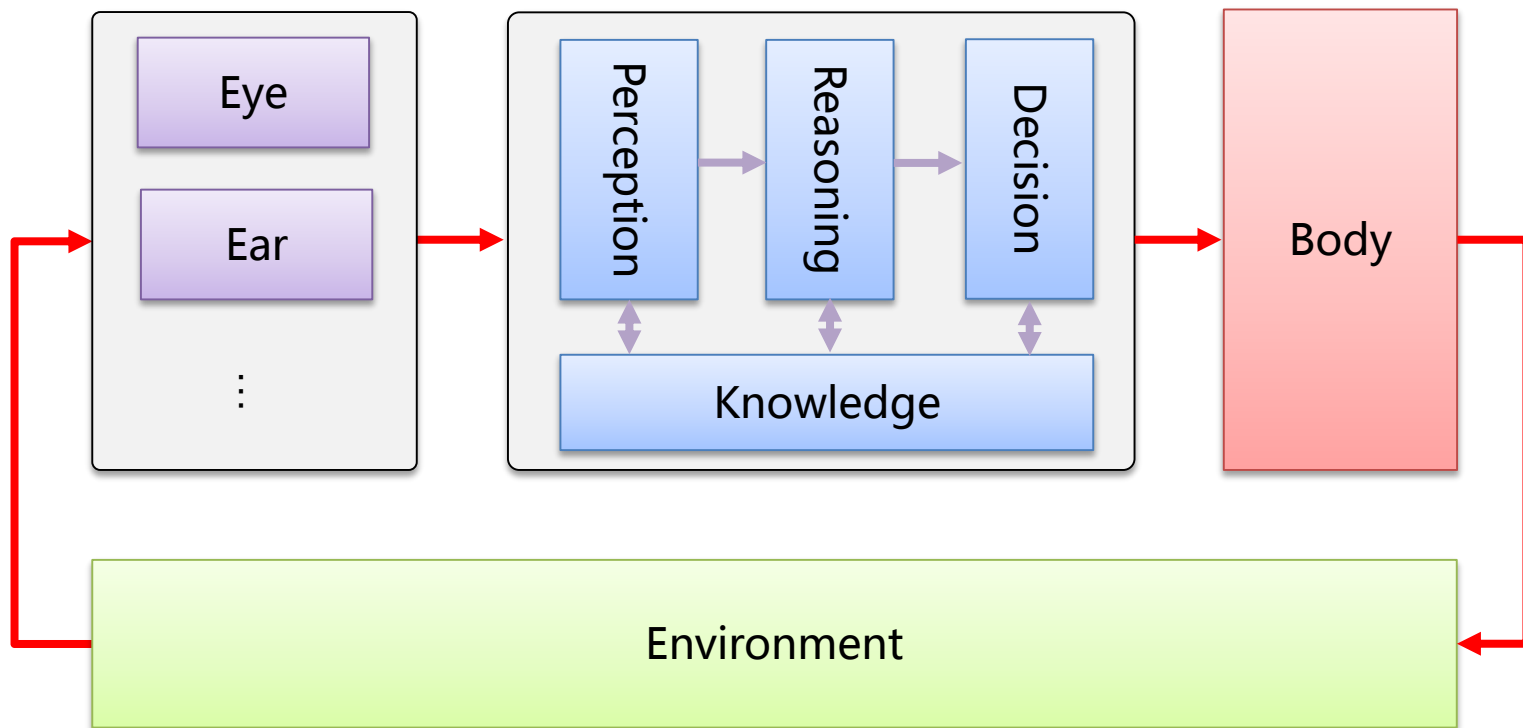 Eye
Ear
⋮
Perception
Reasoning
Decision
Knowledge
Body
Environment